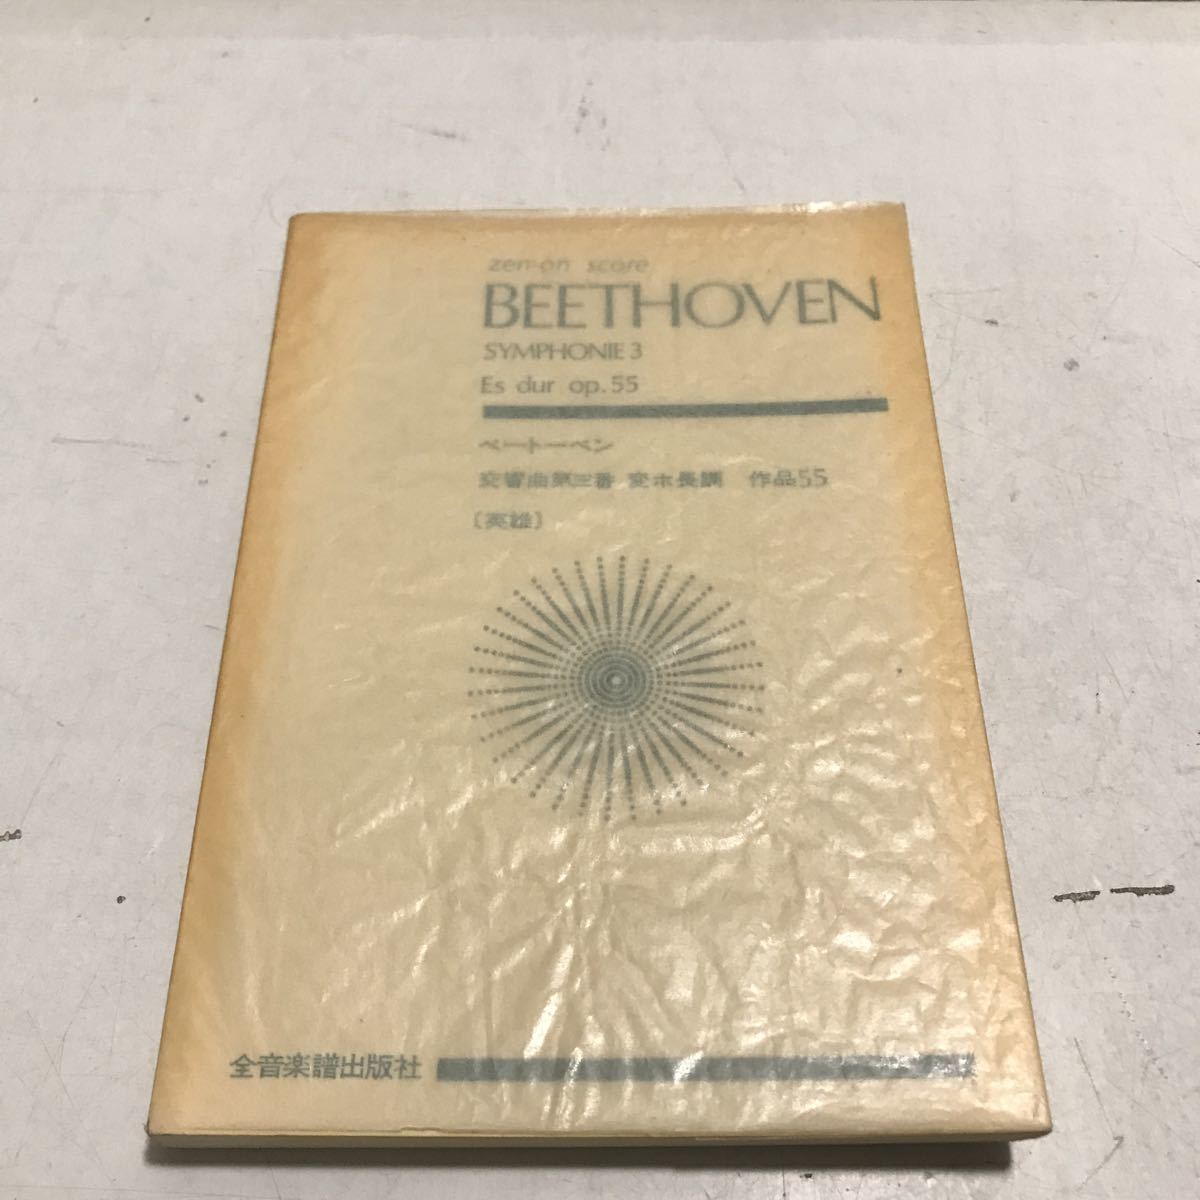 zen-on score
BEETHOVEN
SYMPHONIE 3
Es dur op. 55
ベートーベン
交響曲第三番 変ホ長調 作品55
〔英雄〕
全音楽譜出版社